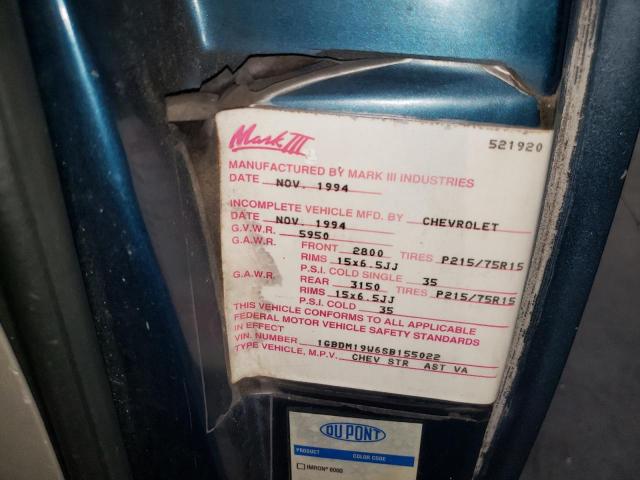 Mark III
521920
MANUFACTURED BY MARK III INDUSTRIES
DATE NOV. 1994
INCOMPLETE VEHICLE MFD. BY CHEVROLET
DATE NOV. 1994
G.V.W.R. 5950
G.A.W.R. FRONT 2800 TIRES P215/75R15
RIMS 15x6.5JJ
P.S.I. COLD SINGLE 35
G.A.W.R. REAR 3150 TIRES P215/75R15
RIMS 15x6.5JJ
P.S.I. COLD 35
THIS VEHICLE CONFORMS TO ALL APPLICABLE
FEDERAL MOTOR VEHICLE SAFETY STANDARDS
IN EFFECT
VIN. NUMBER 1GBDM19W6SB155022
TYPE VEHICLE, M.P.V. CHEV STR AST VA
DU PONT
PRODUCT COLOR CODE
IMRON® 6000